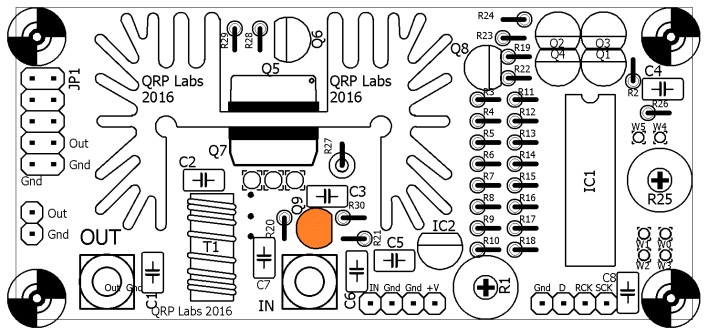 R24
R23
R29
R28
Q6
Q8
Q2
Q3
R19
JP1
QRP Labs
2016
Q5
QRP Labs
2016
Q4
Q1
R22
R2
C4
R3
R11
R26
R4
R12
W5
W4
Out
Q7
R27
R5
R13
Gnd
R6
R14
Gnd
C2
R7
R15
IC1
C3
R8
R16
R25
Out
Q9
R30
R20
R9
R17
Gnd
OUT
T1
R21
IC2
R10
R18
W1
W0
C7
C5
W2
W3
Out
Gnd
C1
QRP Labs 2016
IN
C6
IN
Gnd
Gnd
+V
R1
Gnd
D
RCK
SCK
C8